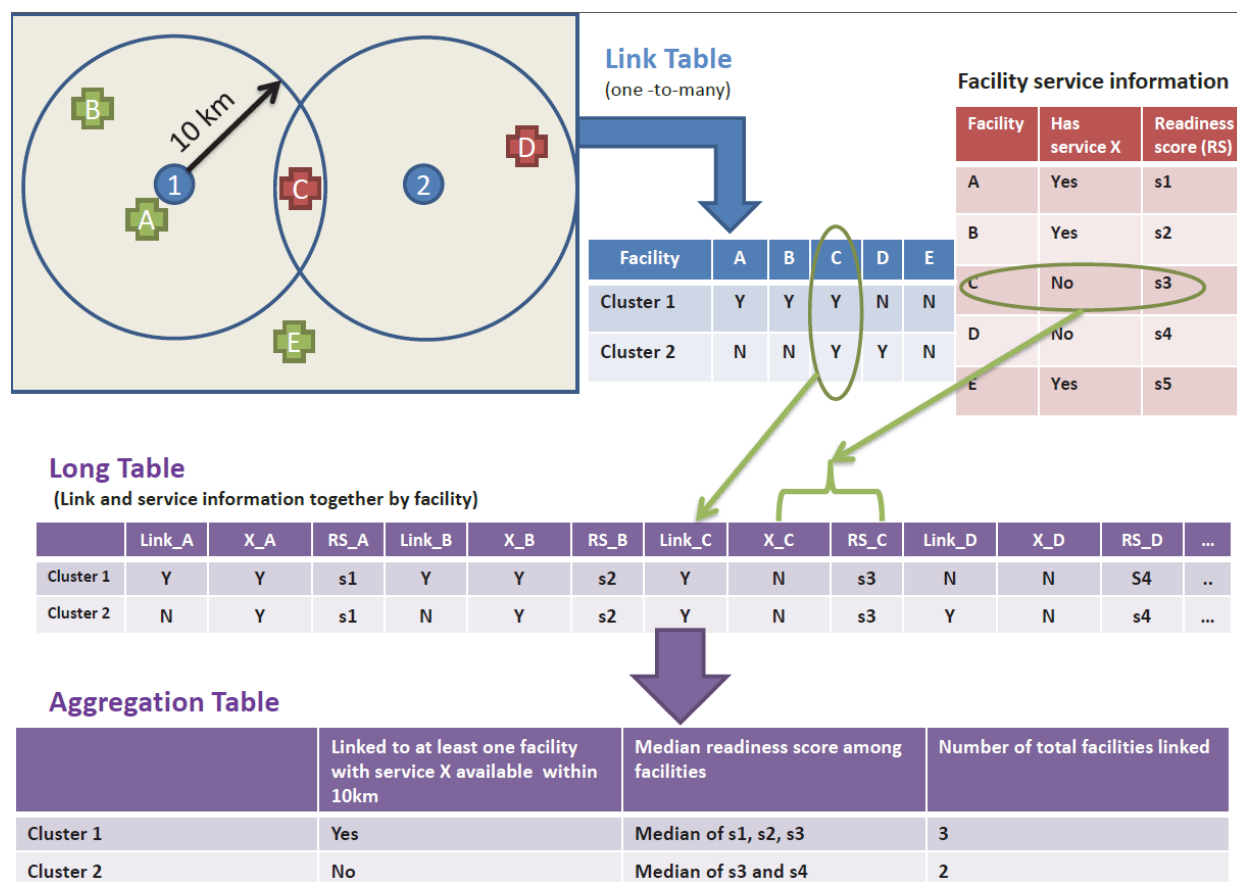 B
10 km
D
1
C
2
A
E
Link Table
(one -to-many)
Facility A B C D E
Cluster 1 Y Y Y N N
Cluster 2 N N Y Y N
Facility service information
Facility Has service X Readiness score (RS)
A Yes s1
B Yes s2
C No s3
D No s4
E Yes s5
Long Table
(Link and service information together by facility)
Link_A X_A RS_A Link_B X_B RS_B Link_C X_C RS_C Link_D X_D RS_D ...
Cluster 1 Y Y s1 Y Y s2 Y N s3 N N S4 ..
Cluster 2 N Y s1 N Y s2 Y N s3 Y N s4 ...
Aggregation Table
Linked to at least one facility
with service X available within
10km
Median readiness score among
facilities
Number of total facilities linked
Cluster 1 Yes Median of s1, s2, s3 3
Cluster 2 No Median of s3 and s4 2